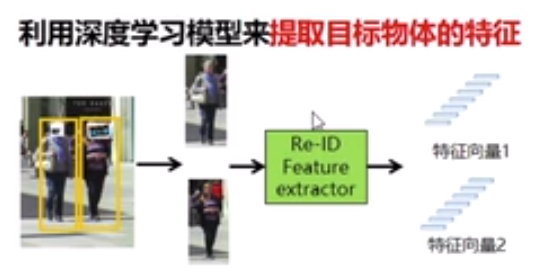 利用深度学习模型来提取目标物体的特征
Re-ID
Feature
extractor
特征向量1
特征向量2